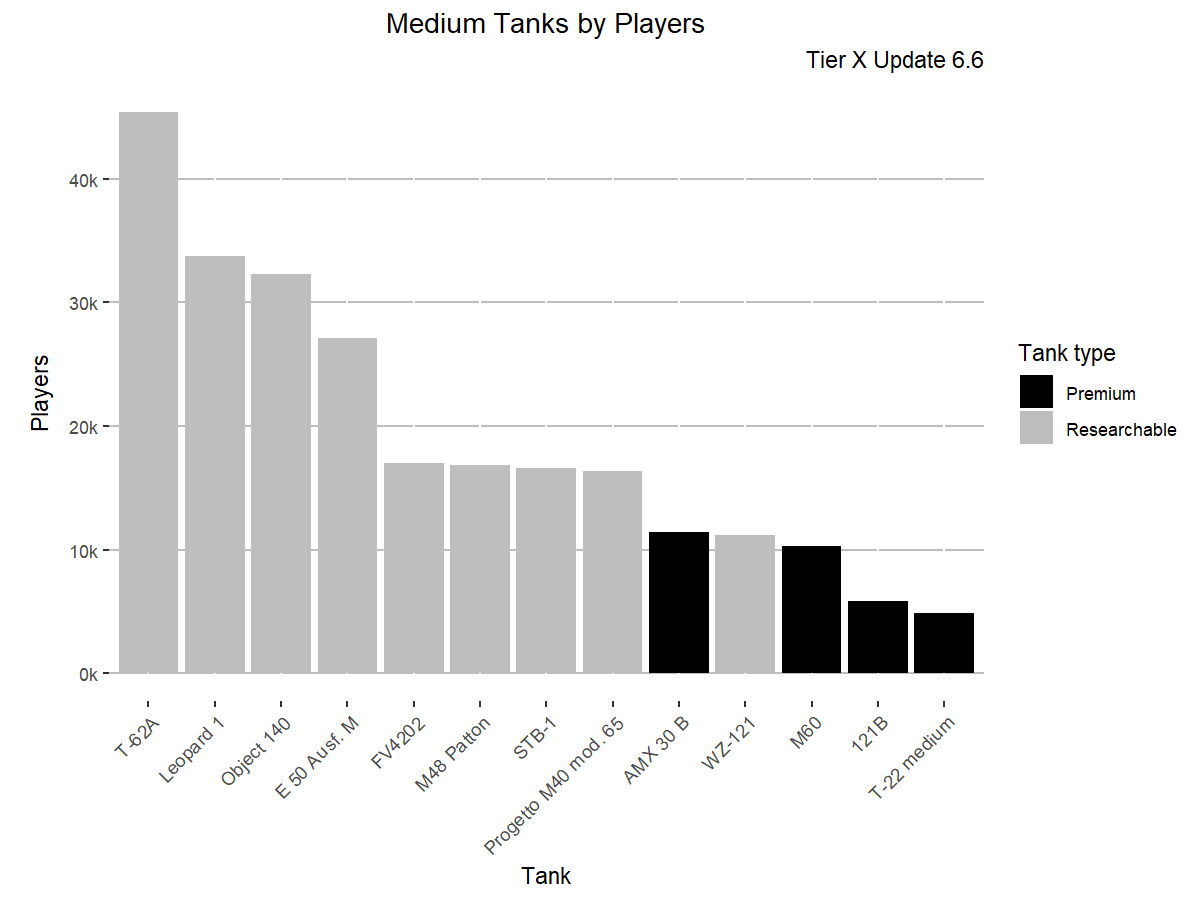 Medium Tanks by Players
Tier X Update 6.6
Players
40k
30k
20k
10k
0k
T-62A
Leopard 1
Object 140
E 50 Ausf. M
FV4202
M48 Patton
STB-1
Progetto M40 mod. 65
AMX 30 B
WZ-121
M60
121B
T-22 medium
Tank
Tank type
Premium
Researchable